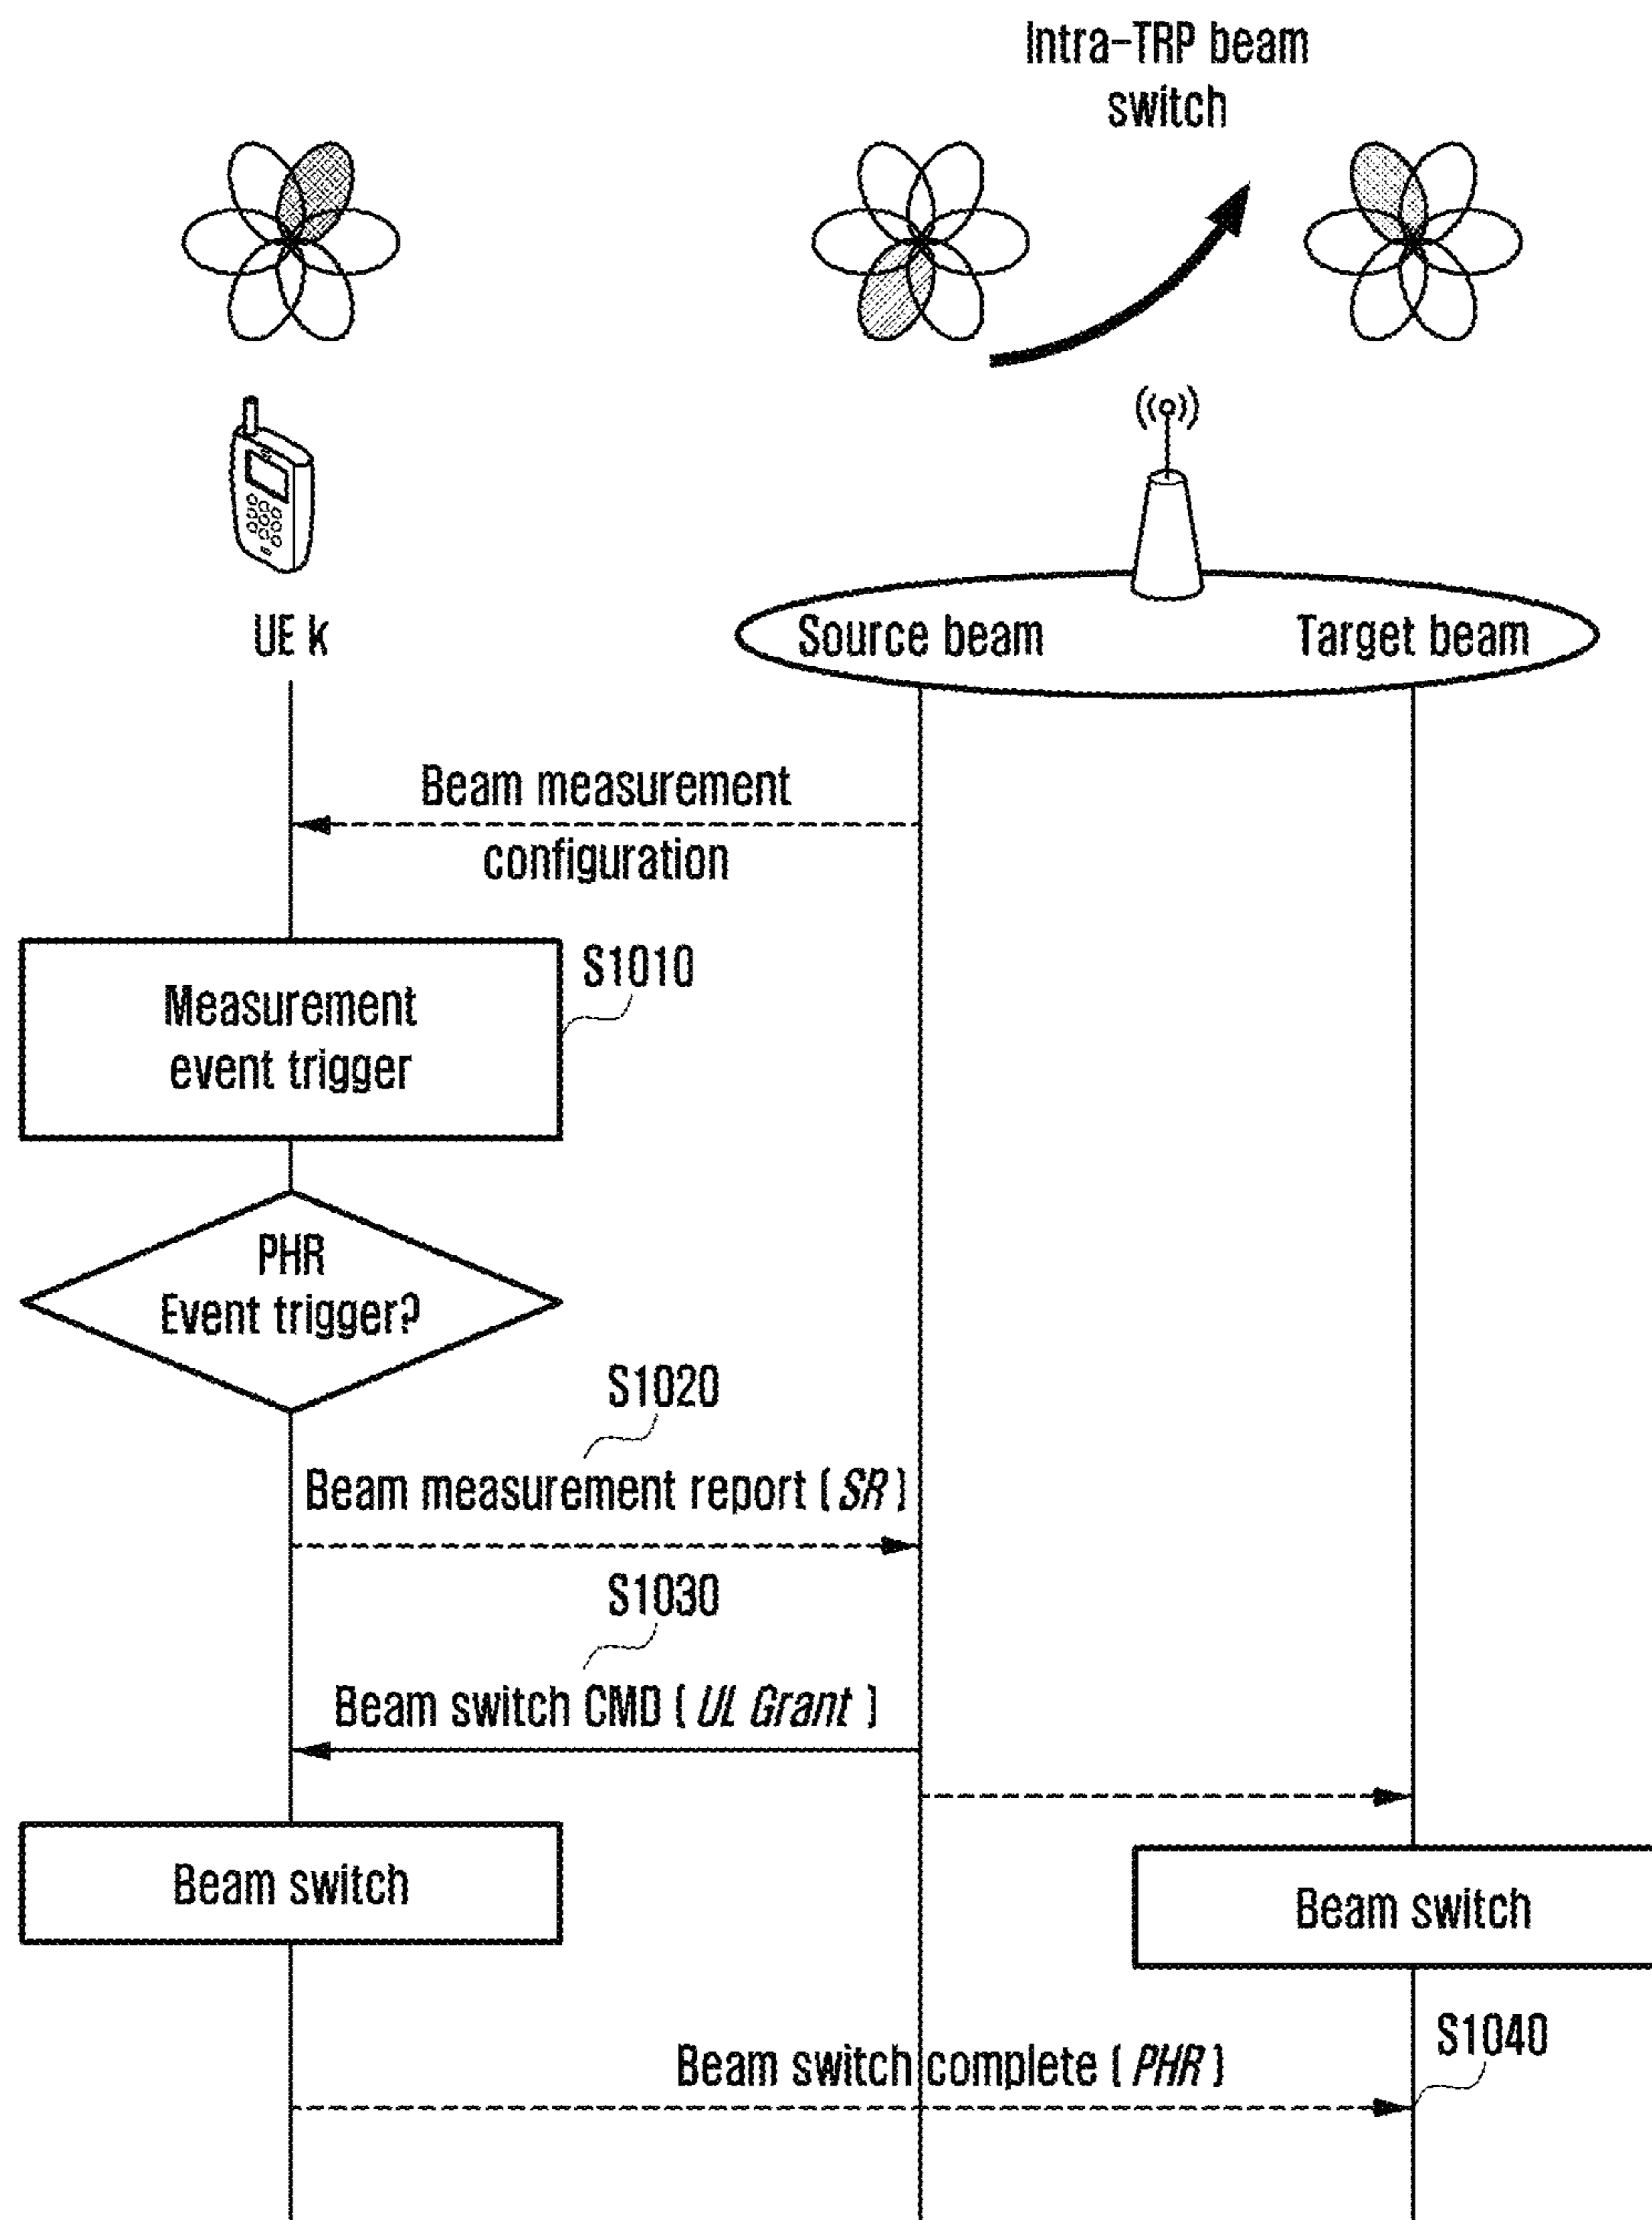 Intra-TRP beam
switch
UE k
Source beam
Target beam
Beam measurement
configuration
S1010
Measurement
event trigger
PHR
Event trigger?
S1020
Beam measurement report (SR)
S1030
Beam switch CMD (UL Grant)
Beam switch
Beam switch
S1040
Beam switch complete (PHR)